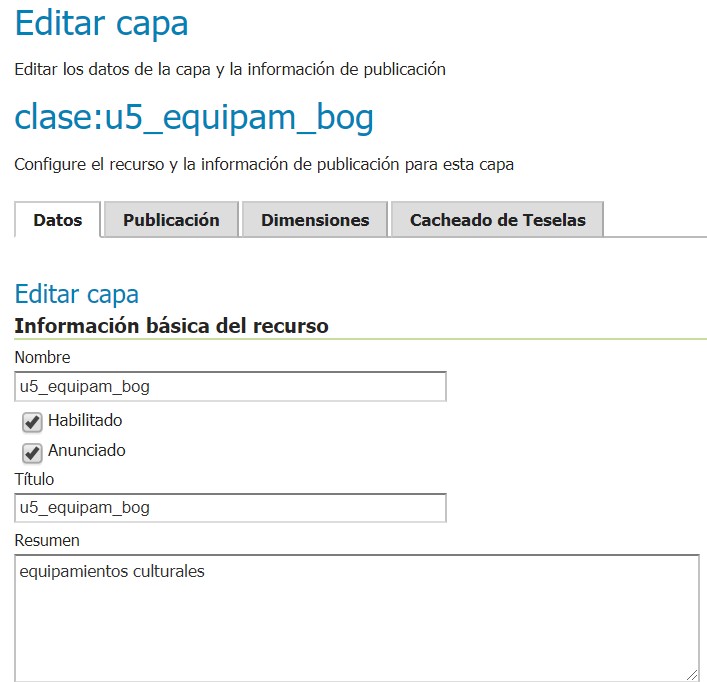 Editar capa
Editar los datos de la capa y la información de publicación
clase:u5_equipam_bog
Configure el recurso y la información de publicación para esta capa
Datos Publicación Dimensiones Cacheado de Teselas
Editar capa
Información básica del recurso
Nombre
u5_equipam_bog
Habilitado
Anunciado
Título
u5_equipam_bog
Resumen
equipamientos culturales